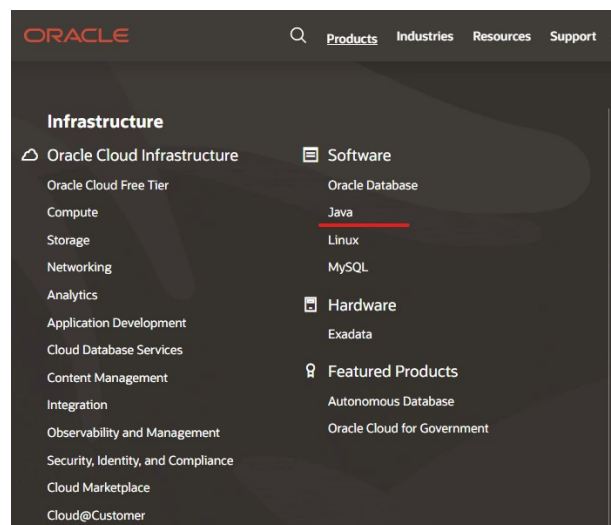 ORACLE
Products Industries Resources Support
Infrastructure
Oracle Cloud Infrastructure
Oracle Cloud Free Tier
Compute
Storage
Networking
Analytics
Application Development
Cloud Database Services
Content Management
Integration
Observability and Management
Security, Identity, and Compliance
Cloud Marketplace
Cloud@Customer
Software
Oracle Database
Java
Linux
MySQL
Hardware
Exadata
Featured Products
Autonomous Database
Oracle Cloud for Government